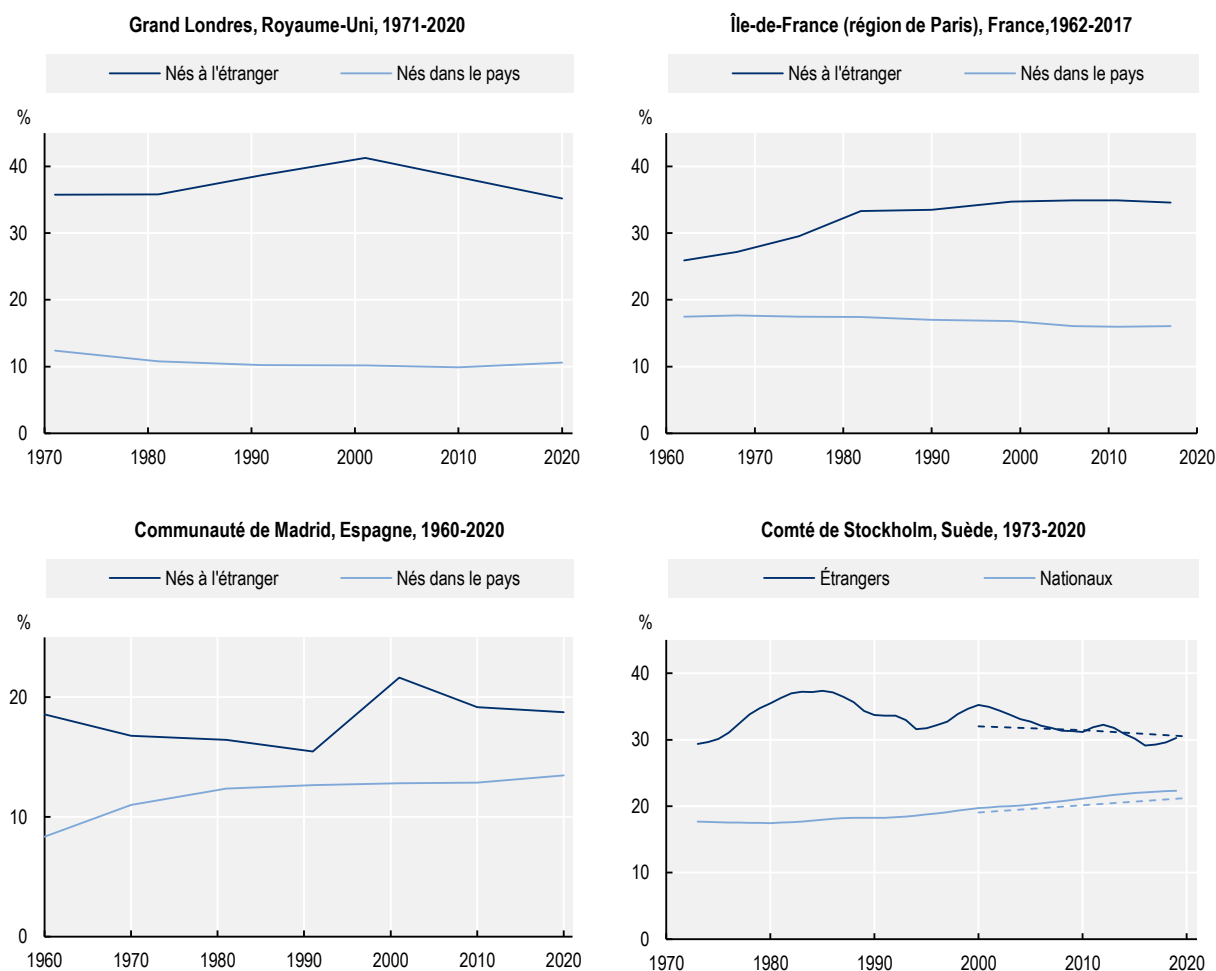 Grand Londres, Royaume-Uni, 1971-2020
Nés à l'étranger Nés dans le pays
%
40
30
20
10
0
1970 1980 1990 2000 2010 2020
Île-de-France (région de Paris), France,1962-2017
Nés à l'étranger Nés dans le pays
%
40
30
20
10
0
1960 1970 1980 1990 2000 2010 2020
Communauté de Madrid, Espagne, 1960-2020
Nés à l'étranger Nés dans le pays
%
20
10
0
1960 1970 1980 1990 2000 2010 2020
Comté de Stockholm, Suède, 1973-2020
Étrangers Nationaux
%
40
30
20
10
0
1970 1980 1990 2000 2010 2020